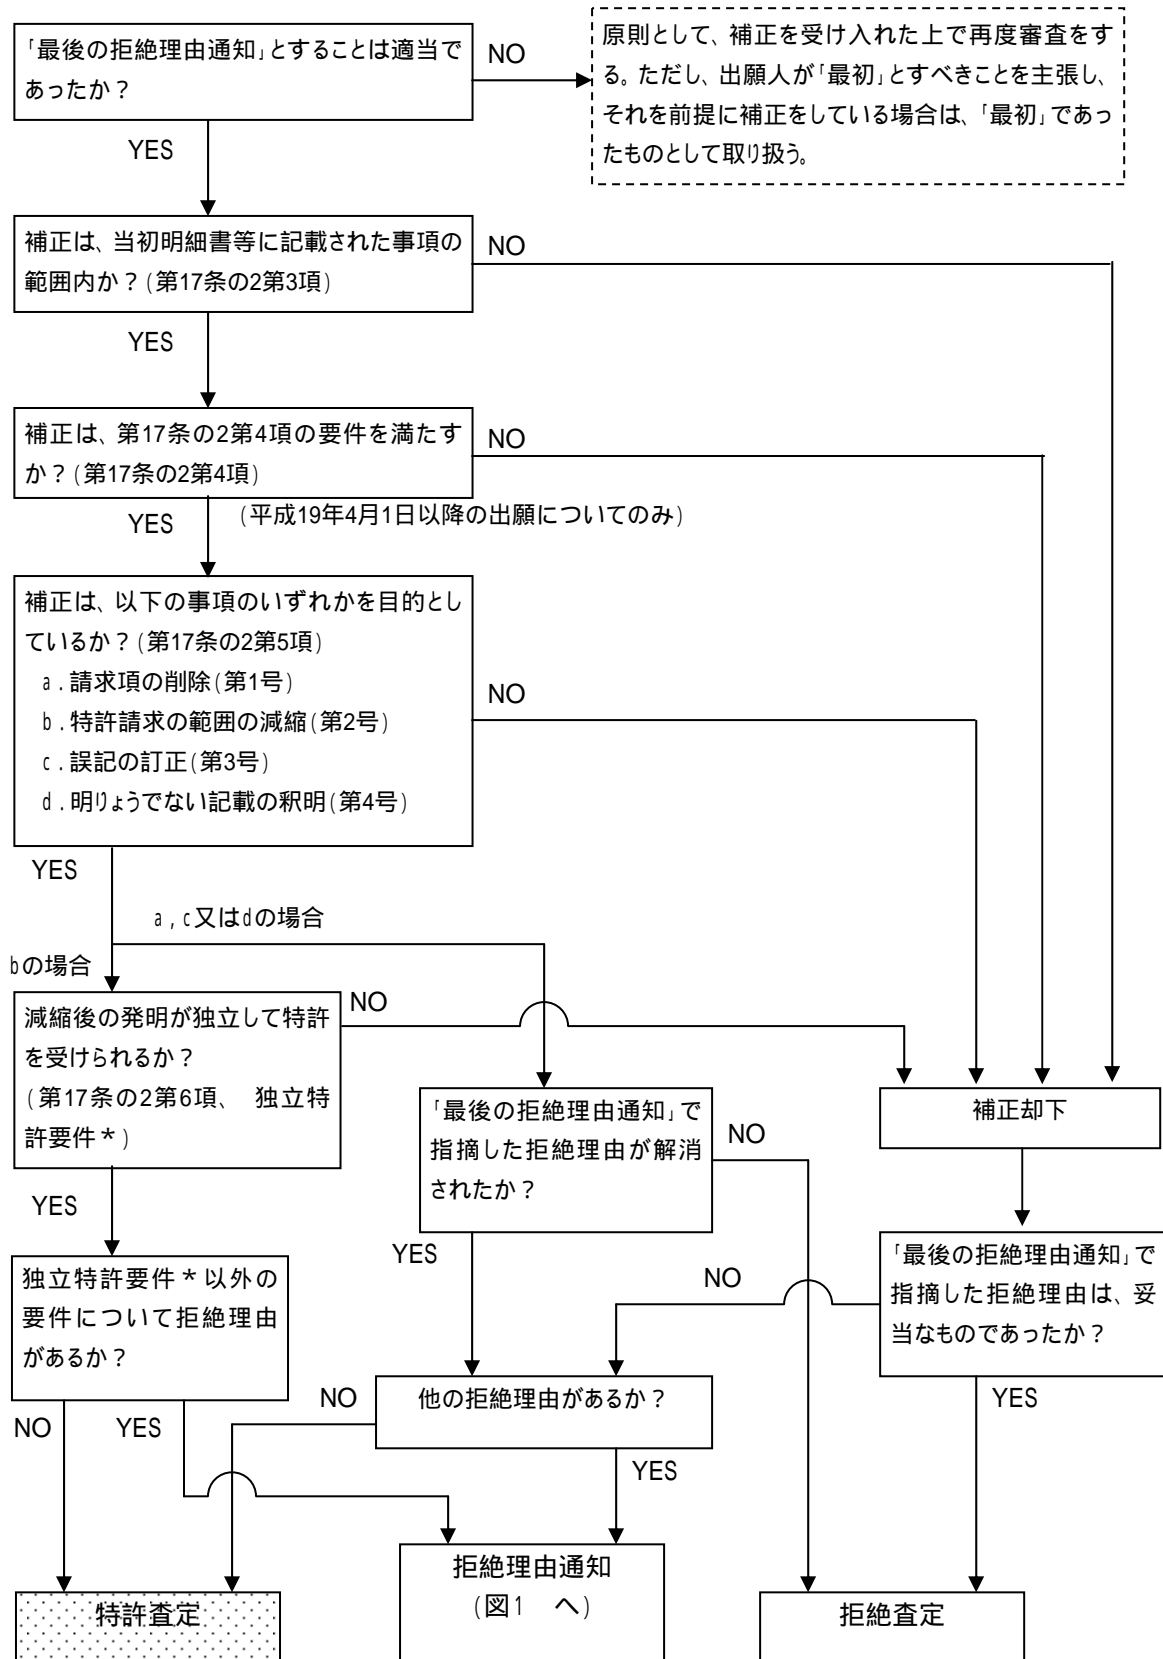 「最後の拒絶理由通知」とすることは適当で
あったか？
NO
原則として、補正を受け入れた上で再度審査をす
る。ただし、出願人が「最初」とすべきことを主張し、
それを前提に補正をしている場合は、「最初」であっ
たものとして取り扱う。
YES
補正は、当初明細書等に記載された事項の
範囲内か？(第17条の2第3項)
NO
YES
補正は、第17条の2第4項の要件を満たす
か？(第17条の2第4項)
NO
YES
(平成19年4月1日以降の出願についてのみ)
補正は、以下の事項のいずれかを目的とし
ているか？(第17条の2第5項)
a．請求項の削除(第1号)
b．特許請求の範囲の減縮(第2号)
c．誤記の訂正(第3号)
d．明りょうでない記載の釈明(第4号)
NO
YES
a，c又はdの場合
bの場合
減縮後の発明が独立して特許
を受けられるか？
(第17条の2第6項、 独立特
許要件＊)
NO
「最後の拒絶理由通知」で
指摘した拒絶理由が解消
されたか？
NO
補正却下
YES
YES
独立特許要件＊以外の
要件について拒絶理由
があるか？
NO
「最後の拒絶理由通知」で
指摘した拒絶理由は、妥
当なものであったか？
NO
YES
NO
他の拒絶理由があるか？
YES
YES
拒絶理由通知
(図1 へ)
特許査定
拒絶査定